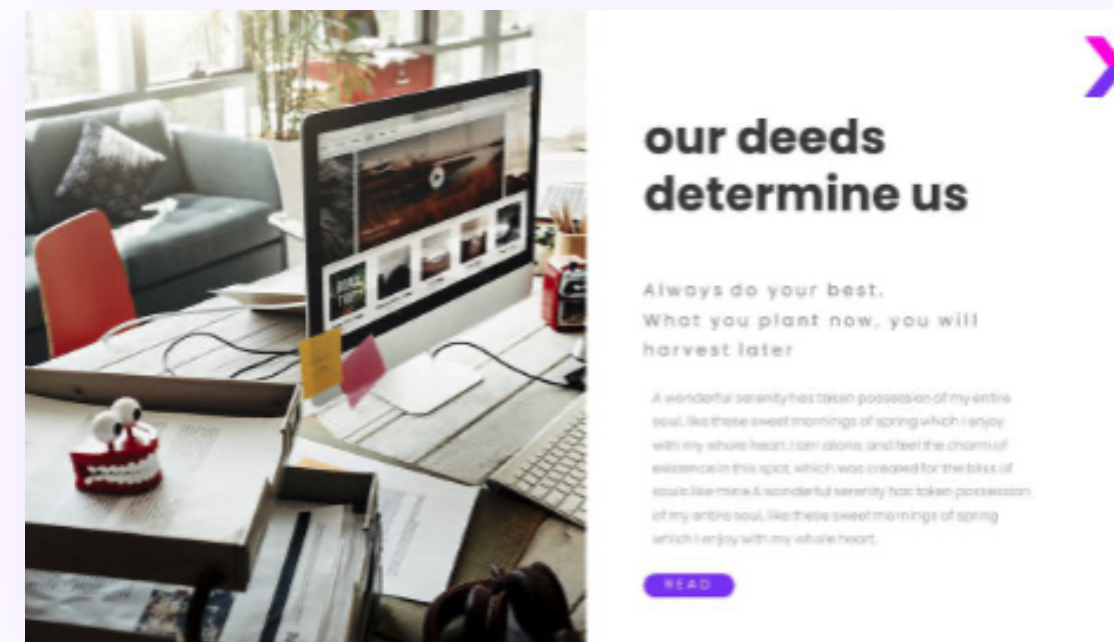 our deeds
determine us
Always do your best.
What you plant now, you will
harvest later
A wonderful serenity has taken possession of my entire
soul, like these sweet mornings of spring which I enjoy
with my whole heart. I am alone, and feel the charm of
existence in this spot, which was created for the bliss of
souls like mine.A wonderful serenity has taken possession
of my entire soul, like these sweet mornings of spring
which I enjoy with my whole heart.
READ